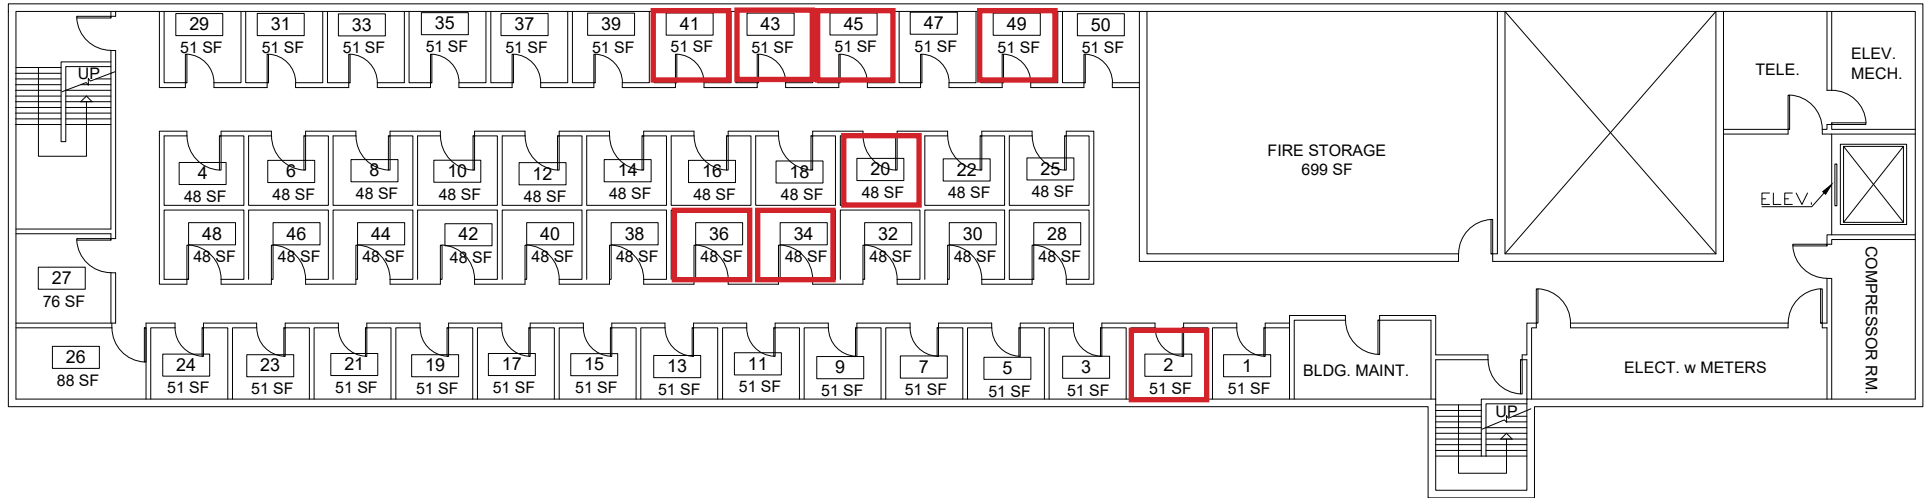 29
51 SF
31
51 SF
33
51 SF
35
51 SF
37
51 SF
39
51 SF
41
51 SF
43
51 SF
45
51 SF
47
51 SF
49
51 SF
50
51 SF
UP
TELE.
ELEV.
MECH.
FIRE STORAGE
699 SF
4
48 SF
6
48 SF
8
48 SF
10
48 SF
12
48 SF
14
48 SF
16
48 SF
18
48 SF
20
48 SF
22
48 SF
25
48 SF
ELEV.
48
48 SF
46
48 SF
44
48 SF
42
48 SF
40
48 SF
38
48 SF
36
48 SF
34
48 SF
32
48 SF
30
48 SF
28
48 SF
27
76 SF
COMPRESSOR RM.
26
88 SF
24
51 SF
23
51 SF
21
51 SF
19
51 SF
17
51 SF
15
51 SF
13
51 SF
11
51 SF
9
51 SF
7
51 SF
5
51 SF
3
51 SF
2
51 SF
1
51 SF
BLDG. MAINT.
ELECT. w METERS
UP